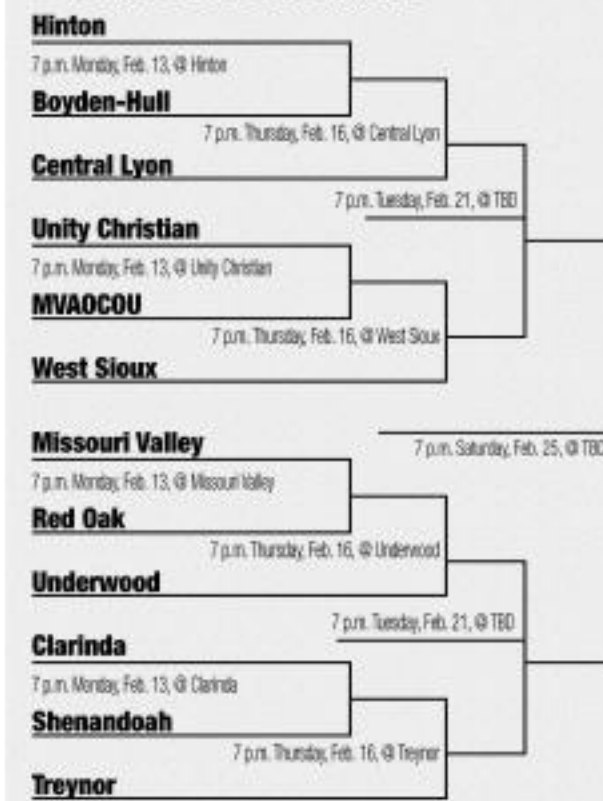 Hinton
7 p.m. Monday, Feb. 13, @ Hinton
Boyden-Hull
7 p.m. Thursday, Feb. 16, @ Central Lyon
Central Lyon
7 p.m. Tuesday, Feb. 21, @ TBD
Unity Christian
7 p.m. Monday, Feb. 13, @ Unity Christian
MVAOCOU
7 p.m. Thursday, Feb. 16, @ West Sioux
West Sioux
Missouri Valley
7 p.m. Saturday, Feb. 25, @ TBD
7 p.m. Monday, Feb. 13, @ Missouri Valley
Red Oak
7 p.m. Thursday, Feb. 16, @ Underwood
Underwood
7 p.m. Tuesday, Feb. 21, @ TBD
Clarinda
7 p.m. Monday, Feb. 13, @ Clarinda
Shenandoah
7 p.m. Thursday, Feb. 16, @ Treynor
Treynor